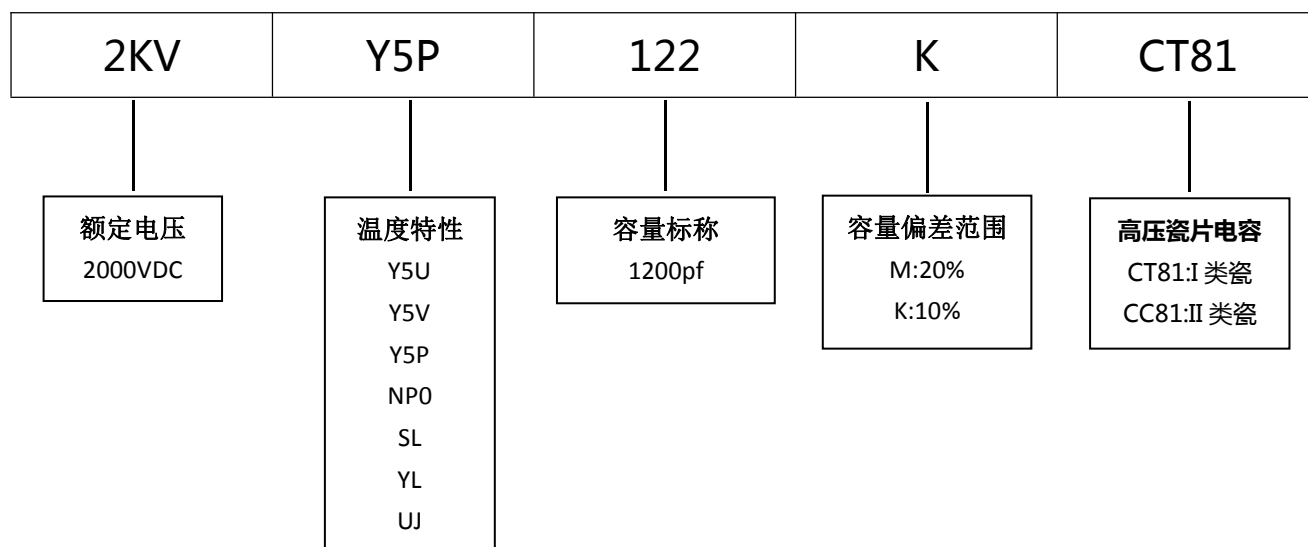 2KV Y5P 122 K CT81
额定电压
2000VDC
温度特性
Y5U
Y5V
Y5P
NP0
SL
YL
UJ
容量标称
1200pf
容量偏差范围
M:20%
K:10%
高压瓷片电容
CT81:I 类瓷
CC81:II 类瓷